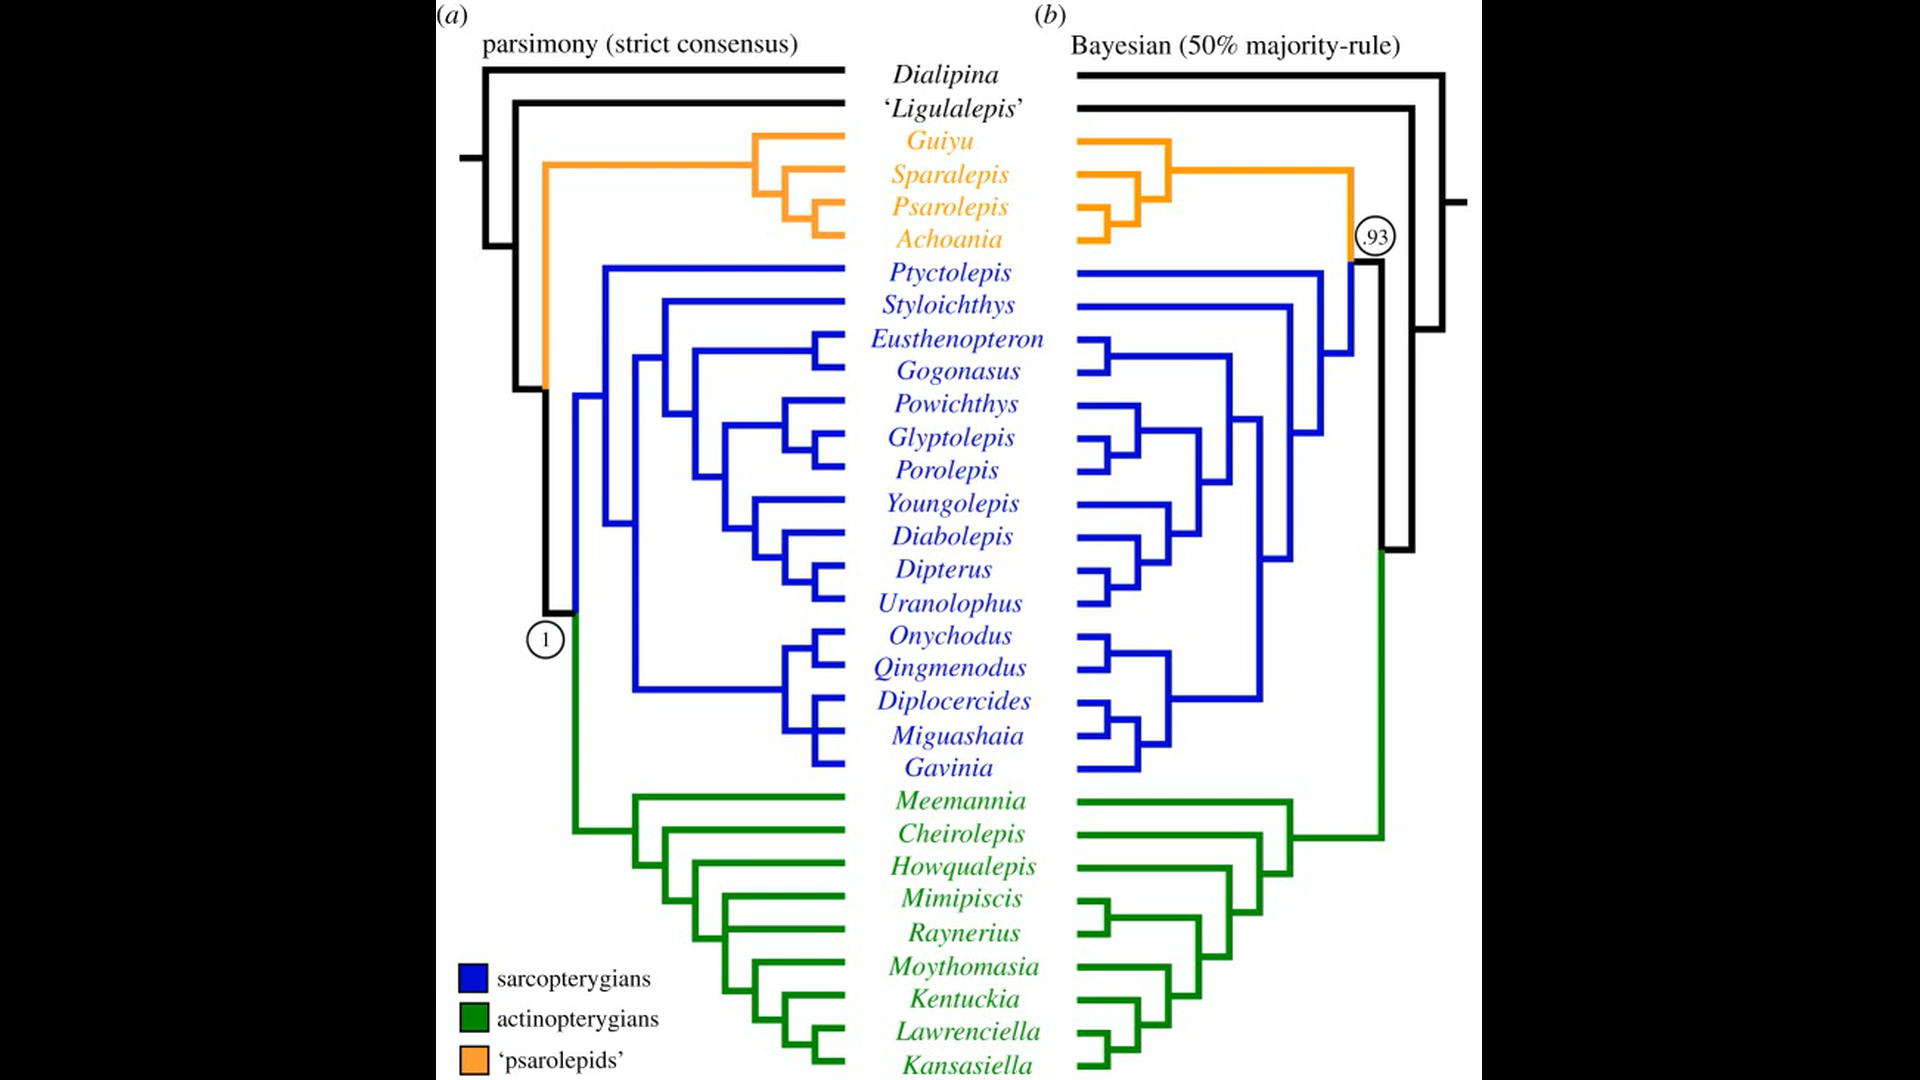 (a)
parsimony (strict consensus)
(b)
Bayesian (50% majority-rule)
Dialipina
‘Ligulalepis’
Guiyu
Sparalepis
Psarolepis
Achoania
.93
Ptyctolepis
Styloichthys
Eusthenopteron
Gogonasus
Powichthys
Glyptolepis
Porolepis
Youngolepis
Diabolepis
Dipterus
Uranolophus
1
Onychodus
Qingmenodus
Diplocercides
Miguashaia
Gavinia
Meemannia
Cheirolepis
Howqualepis
Mimipiscis
Raynerius
Moythomasia
Kentuckia
Lawrenciella
Kansasiella
sarcopterygians
actinopterygians
‘psarolepids’